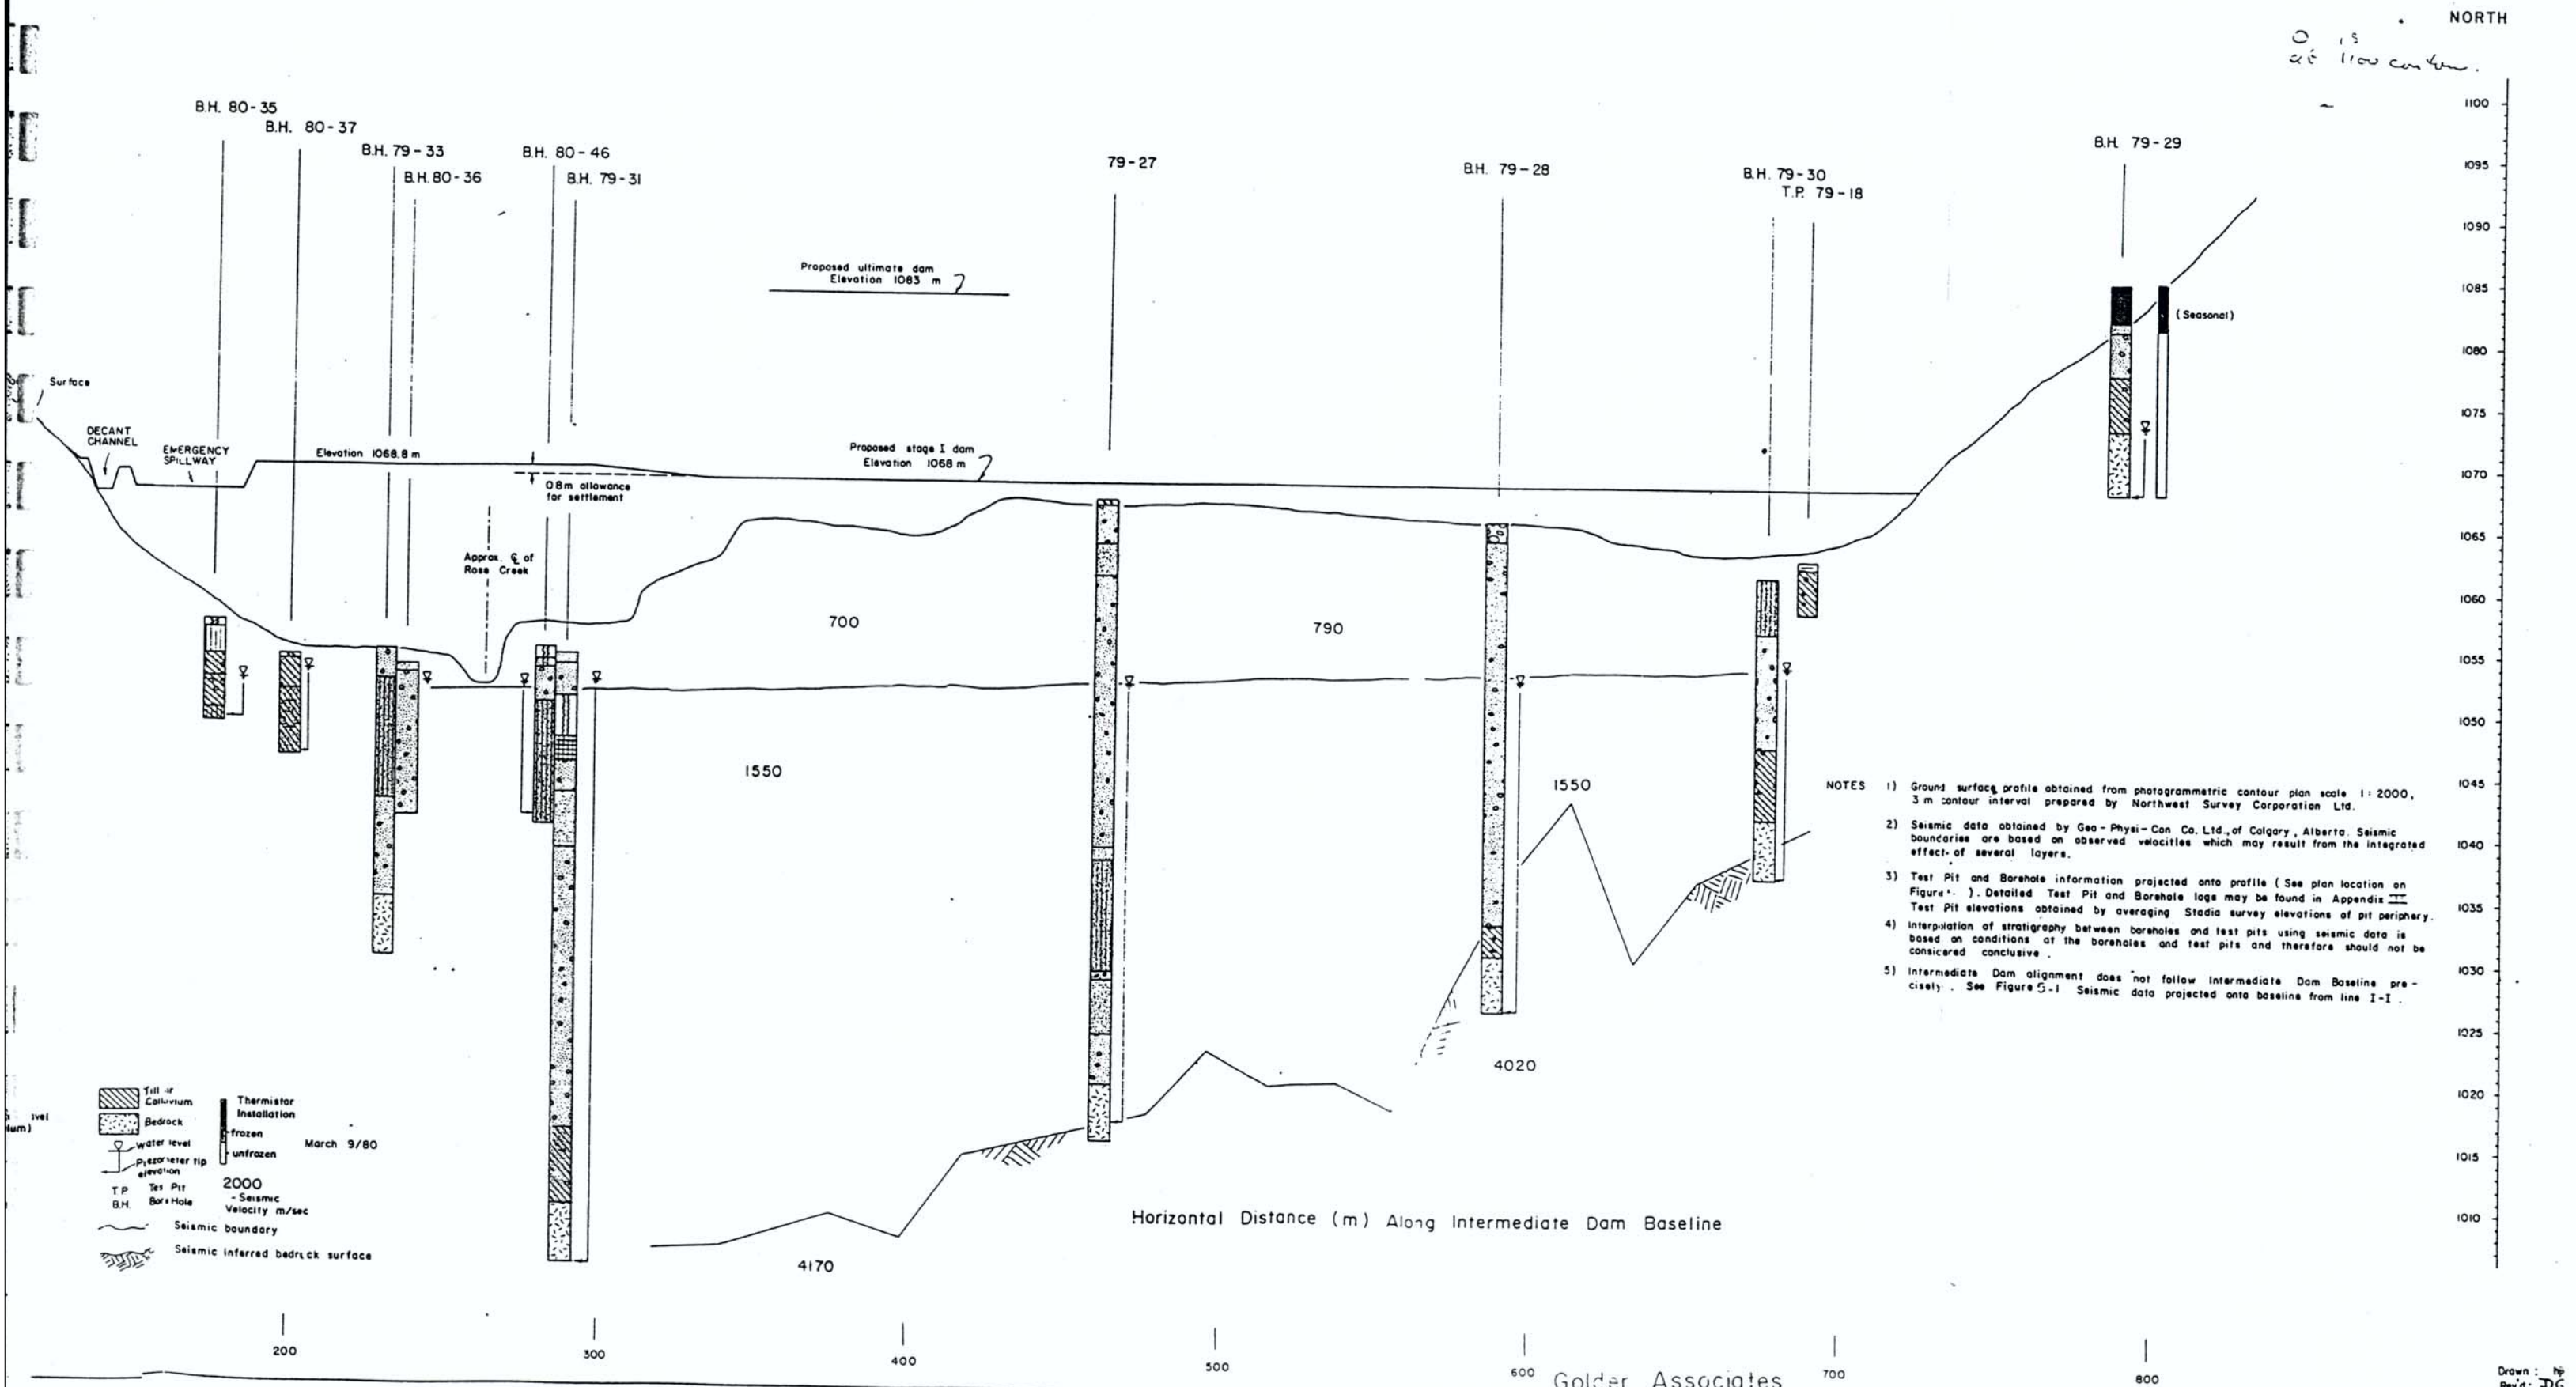 NORTH
O is
at 1100 contour.
B.H. 80-35
B.H. 80-37
B.H. 79-33
B.H. 80-36
B.H. 80-46
B.H. 79-31
79-27
B.H. 79-28
B.H. 79-30
T.P. 79-18
B.H. 79-29
1100
1095
1090
1085
1080
1075
1070
1065
1060
1055
1050
1045
1040
1035
1030
1025
1020
1015
1010
Proposed ultimate dam
Elevation 1083 m
(Seasonal)
Surface
DECANT
CHANNEL
EMERGENCY
SPILLWAY
Elevation 1068.8 m
Proposed stage I dam
Elevation 1068 m
0.8m allowance
for settlement
Approx. ℄ of
Rose Creek
700
790
1550
1550
4020
4170
NOTES 1) Ground surface profile obtained from photogrammetric contour plan scale 1:2000,
3 m contour interval prepared by Northwest Survey Corporation Ltd.
2) Seismic data obtained by Geo-Physi-Con Co. Ltd., of Calgary, Alberta. Seismic
boundaries are based on observed velocities which may result from the integrated
effect of several layers.
3) Test Pit and Borehole information projected onto profile (See plan location on
Figure ). Detailed Test Pit and Borehole logs may be found in Appendix III
Test Pit elevations obtained by averaging Stadia survey elevations of pit periphery.
4) Interpolation of stratigraphy between boreholes and test pits using seismic data is
based on conditions at the boreholes and test pits and therefore should not be
considered conclusive.
5) Intermediate Dam alignment does not follow Intermediate Dam Baseline pre-
cisely. See Figure 5-1 Seismic data projected onto baseline from line I-I.
Till or
Colluvium
Bedrock
Water level
Piezometer tip
elevation
T.P. Test Pit
B.H. Bore Hole
Seismic boundary
Seismic inferred bedrock surface
Thermistor
Installation
frozen
unfrozen
March 9/80
2000
- Seismic
Velocity m/sec
Horizontal Distance (m) Along Intermediate Dam Baseline
200
300
400
500
600
700
800
Golder Associates
Drawn:
Rev'd: DG